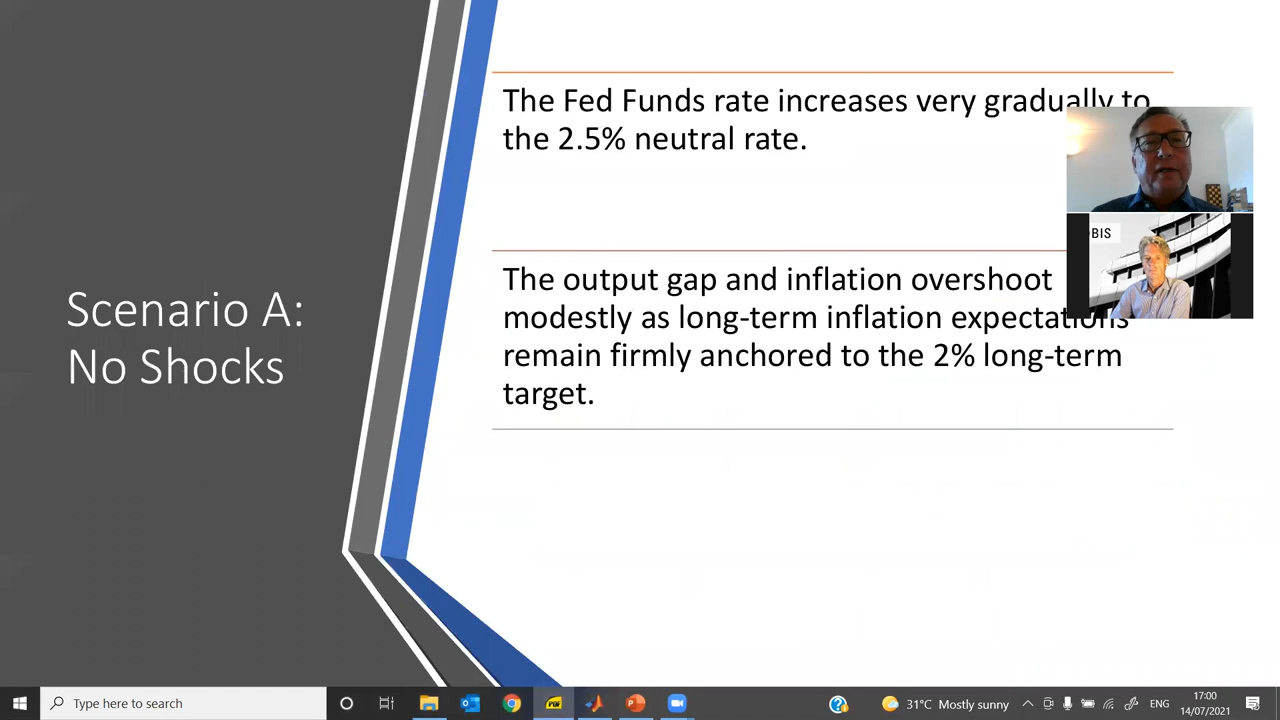 The Fed Funds rate increases very gradually to
the 2.5% neutral rate.
BIS
The output gap and inflation overshoot
modestly as long-term inflation expectations
remain firmly anchored to the 2% long-term
target.
Scenario A:
No Shocks
Type here to search
31°C Mostly sunny
ENG
17:00
14/07/2021